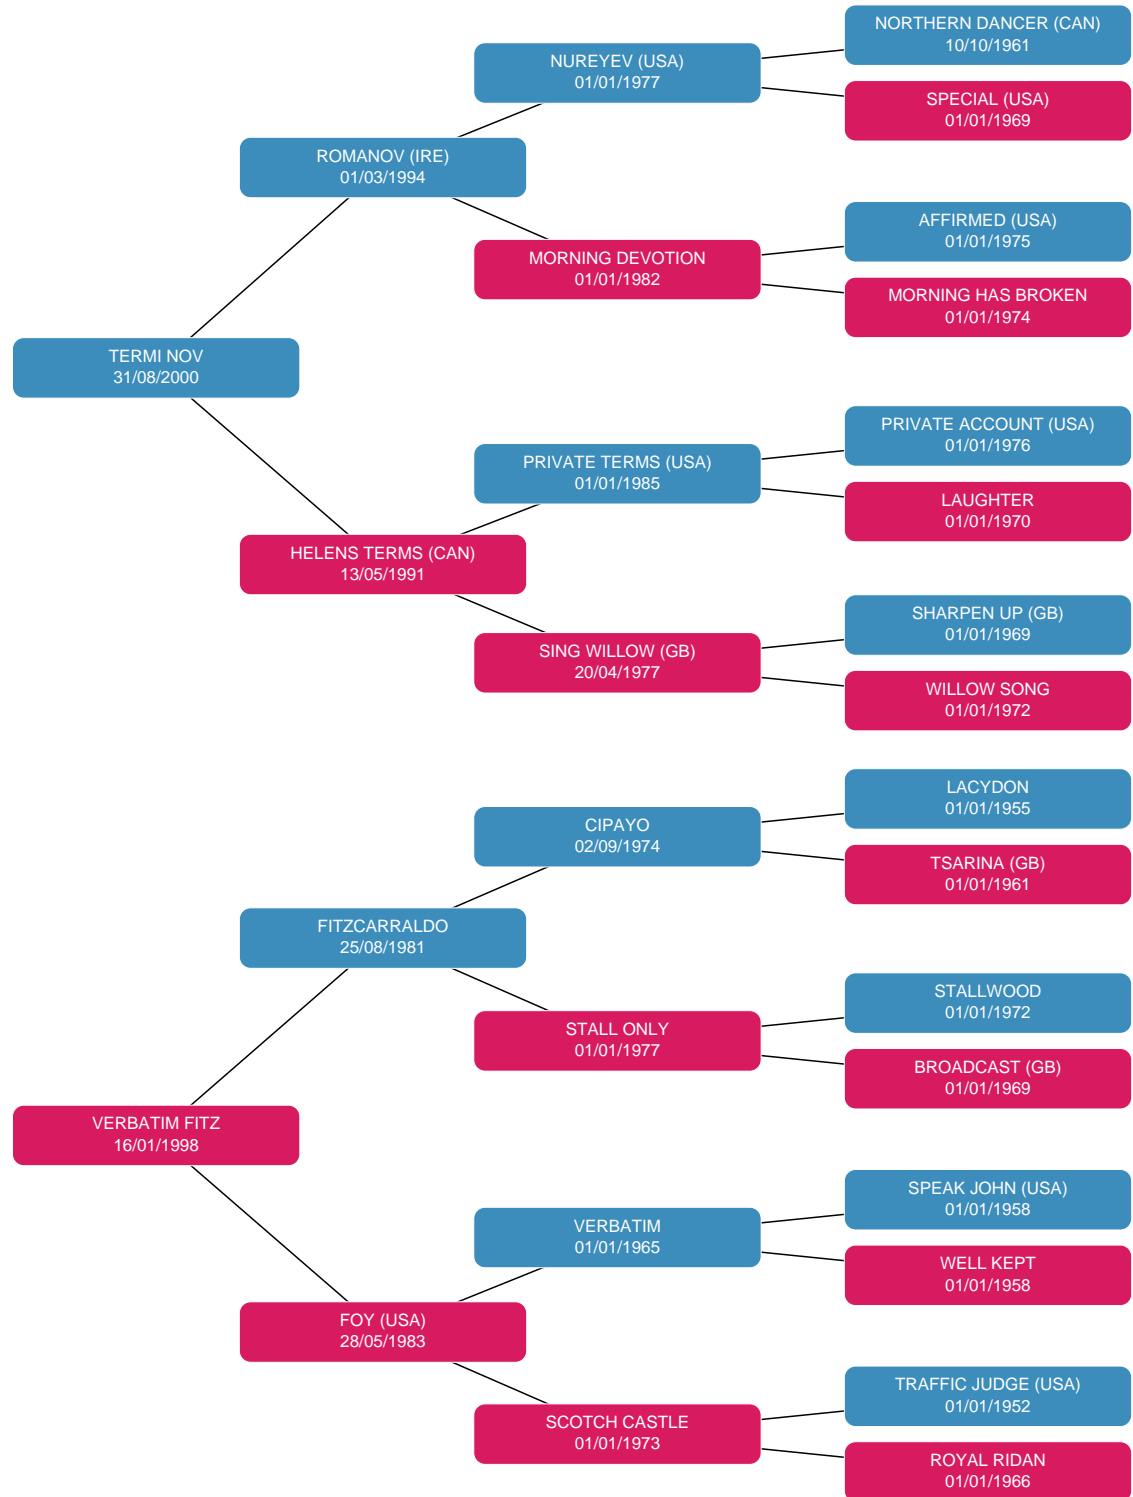 NORTHERN DANCER (CAN)
10/10/1961
NUREYEV (USA)
01/01/1977
SPECIAL (USA)
01/01/1969
ROMANOV (IRE)
01/03/1994
AFFIRMED (USA)
01/01/1975
MORNING DEVOTION
01/01/1982
MORNING HAS BROKEN
01/01/1974
TERMI NOV
31/08/2000
PRIVATE ACCOUNT (USA)
01/01/1976
PRIVATE TERMS (USA)
01/01/1985
LAUGHTER
01/01/1970
HELENS TERMS (CAN)
13/05/1991
SHARPEN UP (GB)
01/01/1969
SING WILLOW (GB)
20/04/1977
WILLOW SONG
01/01/1972
LACYDON
01/01/1955
CIPAYO
02/09/1974
TSARINA (GB)
01/01/1961
FITZCARRALDO
25/08/1981
STALLWOOD
01/01/1972
STALL ONLY
01/01/1977
BROADCAST (GB)
01/01/1969
VERBATIM FITZ
16/01/1998
SPEAK JOHN (USA)
01/01/1958
VERBATIM
01/01/1965
WELL KEPT
01/01/1958
FOY (USA)
28/05/1983
TRAFFIC JUDGE (USA)
01/01/1952
SCOTCH CASTLE
01/01/1973
ROYAL RIDAN
01/01/1966